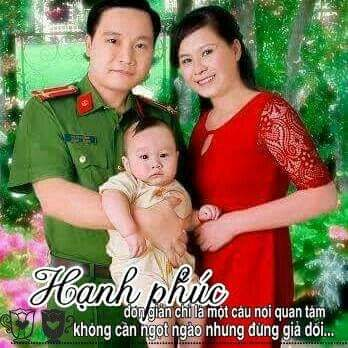 Hạnh phúc
đơn giản chỉ là một câu nói quan tâm
không cần ngọt ngào nhưng đừng giả dối...